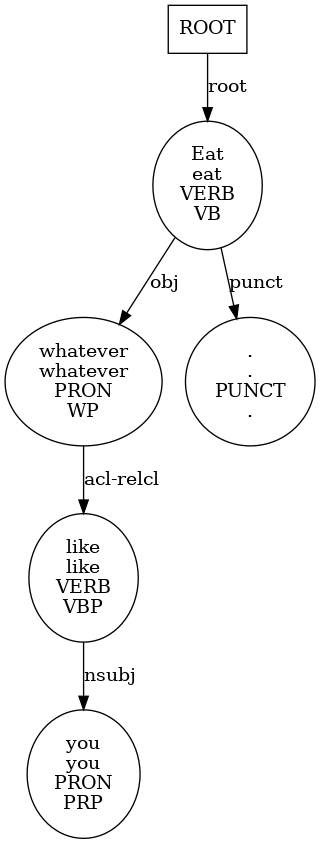 ROOT
root
Eat
eat
VERB
VB
obj
punct
whatever
whatever
PRON
WP
.
.
PUNCT
.
acl-relcl
like
like
VERB
VBP
nsubj
you
you
PRON
PRP